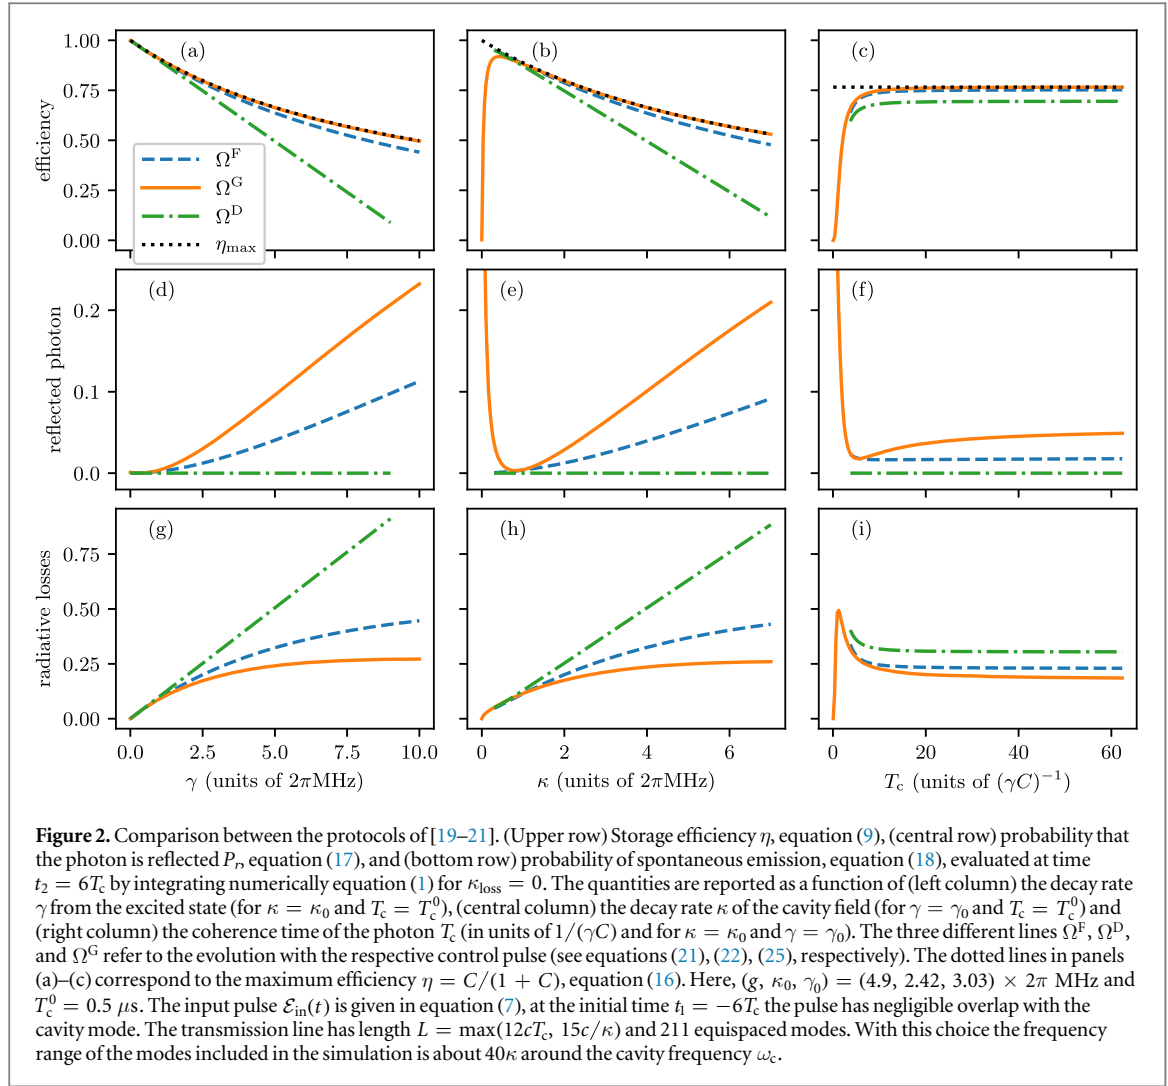 1.00
0.75
0.50
0.25
0.00
efficiency
(a)
Ω^F
Ω^G
Ω^D
η_max
(b)
(c)
0.2
0.1
0.0
reflected photon
(d)
(e)
(f)
0.75
0.50
0.25
0.00
radiative losses
(g)
(h)
(i)
0.0 2.5 5.0 7.5 10.0
γ (units of 2πMHz)
0 2 4 6
κ (units of 2πMHz)
0 20 40 60
T_c (units of (γC)^−1)
Figure 2. Comparison between the protocols of [19–21]. (Upper row) Storage efficiency η, equation (9), (central row) probability that
the photon is reflected P_r, equation (17), and (bottom row) probability of spontaneous emission, equation (18), evaluated at time
t_2 = 6T_c by integrating numerically equation (1) for κ_loss = 0. The quantities are reported as a function of (left column) the decay rate
γ from the excited state (for κ = κ_0 and T_c = T_c^0), (central column) the decay rate κ of the cavity field (for γ = γ_0 and T_c = T_c^0) and
(right column) the coherence time of the photon T_c (in units of 1/(γC) and for κ = κ_0 and γ = γ_0). The three different lines Ω^F, Ω^D,
and Ω^G refer to the evolution with the respective control pulse (see equations (21), (22), (25), respectively). The dotted lines in panels
(a)–(c) correspond to the maximum efficiency η = C/(1 + C), equation (16). Here, (g, κ_0, γ_0) = (4.9, 2.42, 3.03) × 2π MHz and
T_c^0 = 0.5 μs. The input pulse ℰ_in(t) is given in equation (7), at the initial time t_1 = −6T_c the pulse has negligible overlap with the
cavity mode. The transmission line has length L = max(12cT_c, 15c/κ) and 211 equispaced modes. With this choice the frequency
range of the modes included in the simulation is about 40κ around the cavity frequency ω_c.